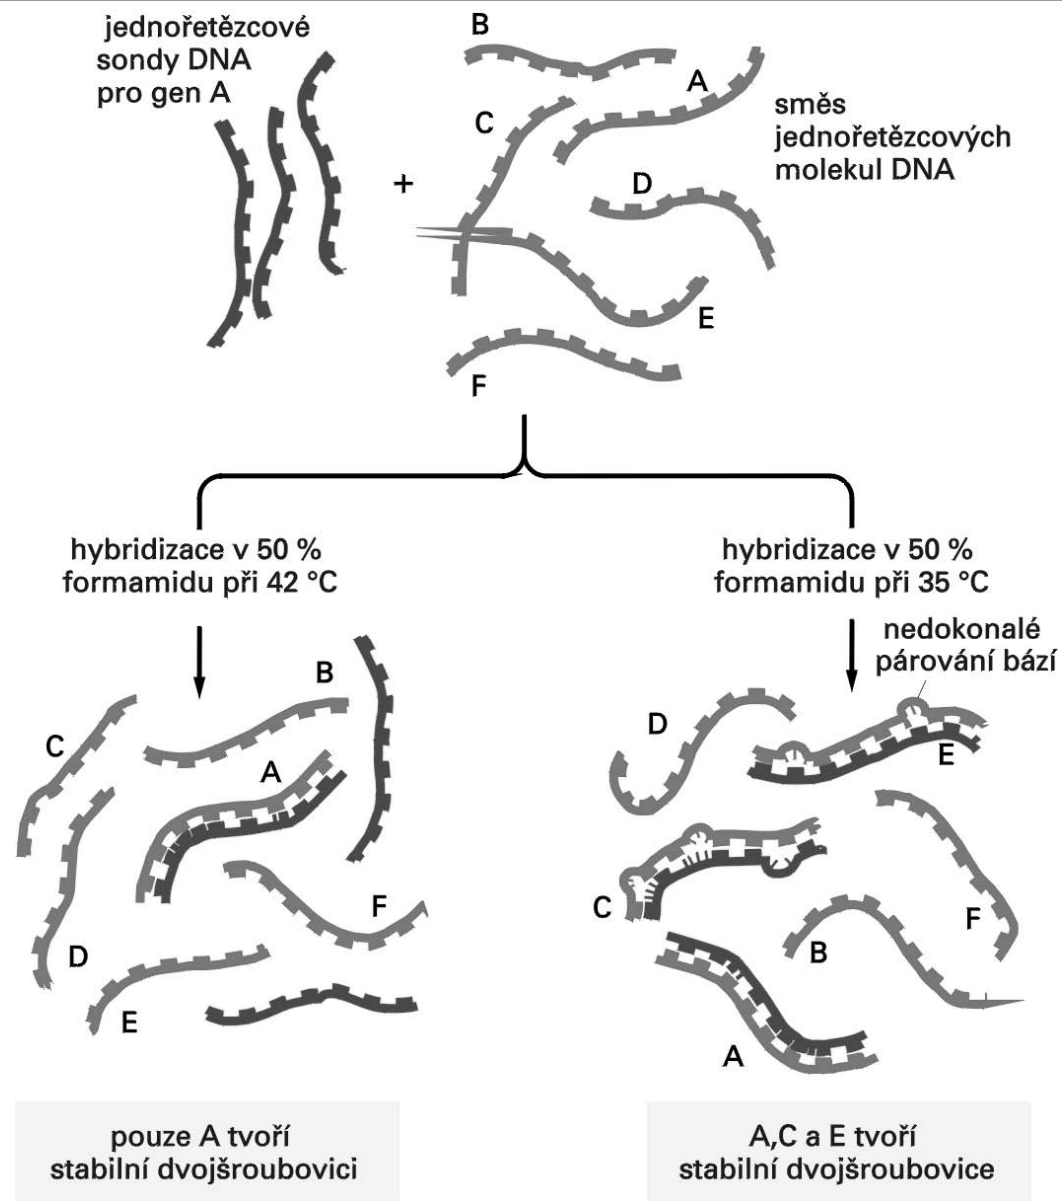 jednořetězcové
sondy DNA
pro gen A
+
B
A
C
D
E
F
směs
jednořetězcových
molekul DNA
hybridizace v 50 %
formamidu při 42 °C
hybridizace v 50 %
formamidu při 35 °C
nedokonalé
párování bází
B
C
A
F
D
E
D
E
C
F
B
A
pouze A tvoří
stabilní dvojšroubovici
A,C a E tvoří
stabilní dvojšroubovice